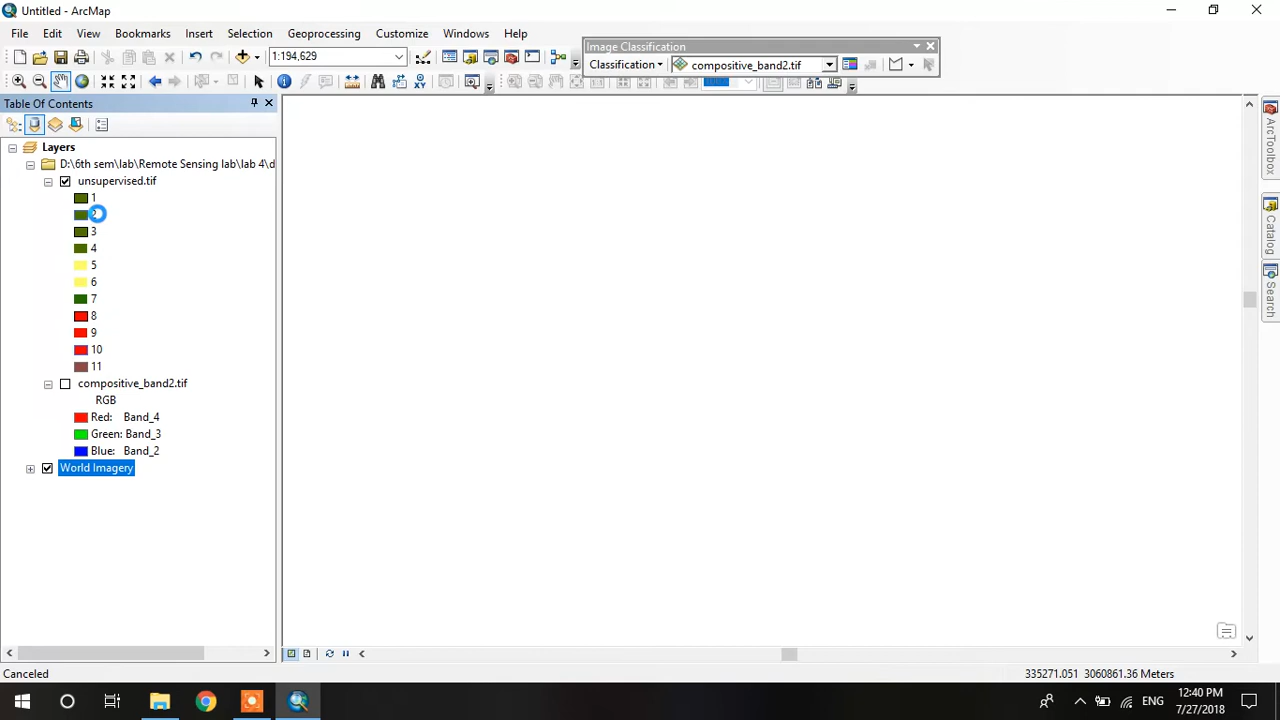 Untitled - ArcMap
File Edit View Bookmarks Insert Selection Geoprocessing Customize Windows Help
1:194,629
Image Classification
Classification compositive_band2.tif
Table Of Contents
Layers
D:\6th sem\lab\Remote Sensing lab\lab 4\d
unsupervised.tif
1
3
4
5
6
7
8
9
10
11
compositive_band2.tif
RGB
Red: Band_4
Green: Band_3
Blue: Band_2
World Imagery
ArcToolbox
Catalog
Search
Canceled
335271.051 3060861.36 Meters
ENG
12:40 PM
7/27/2018